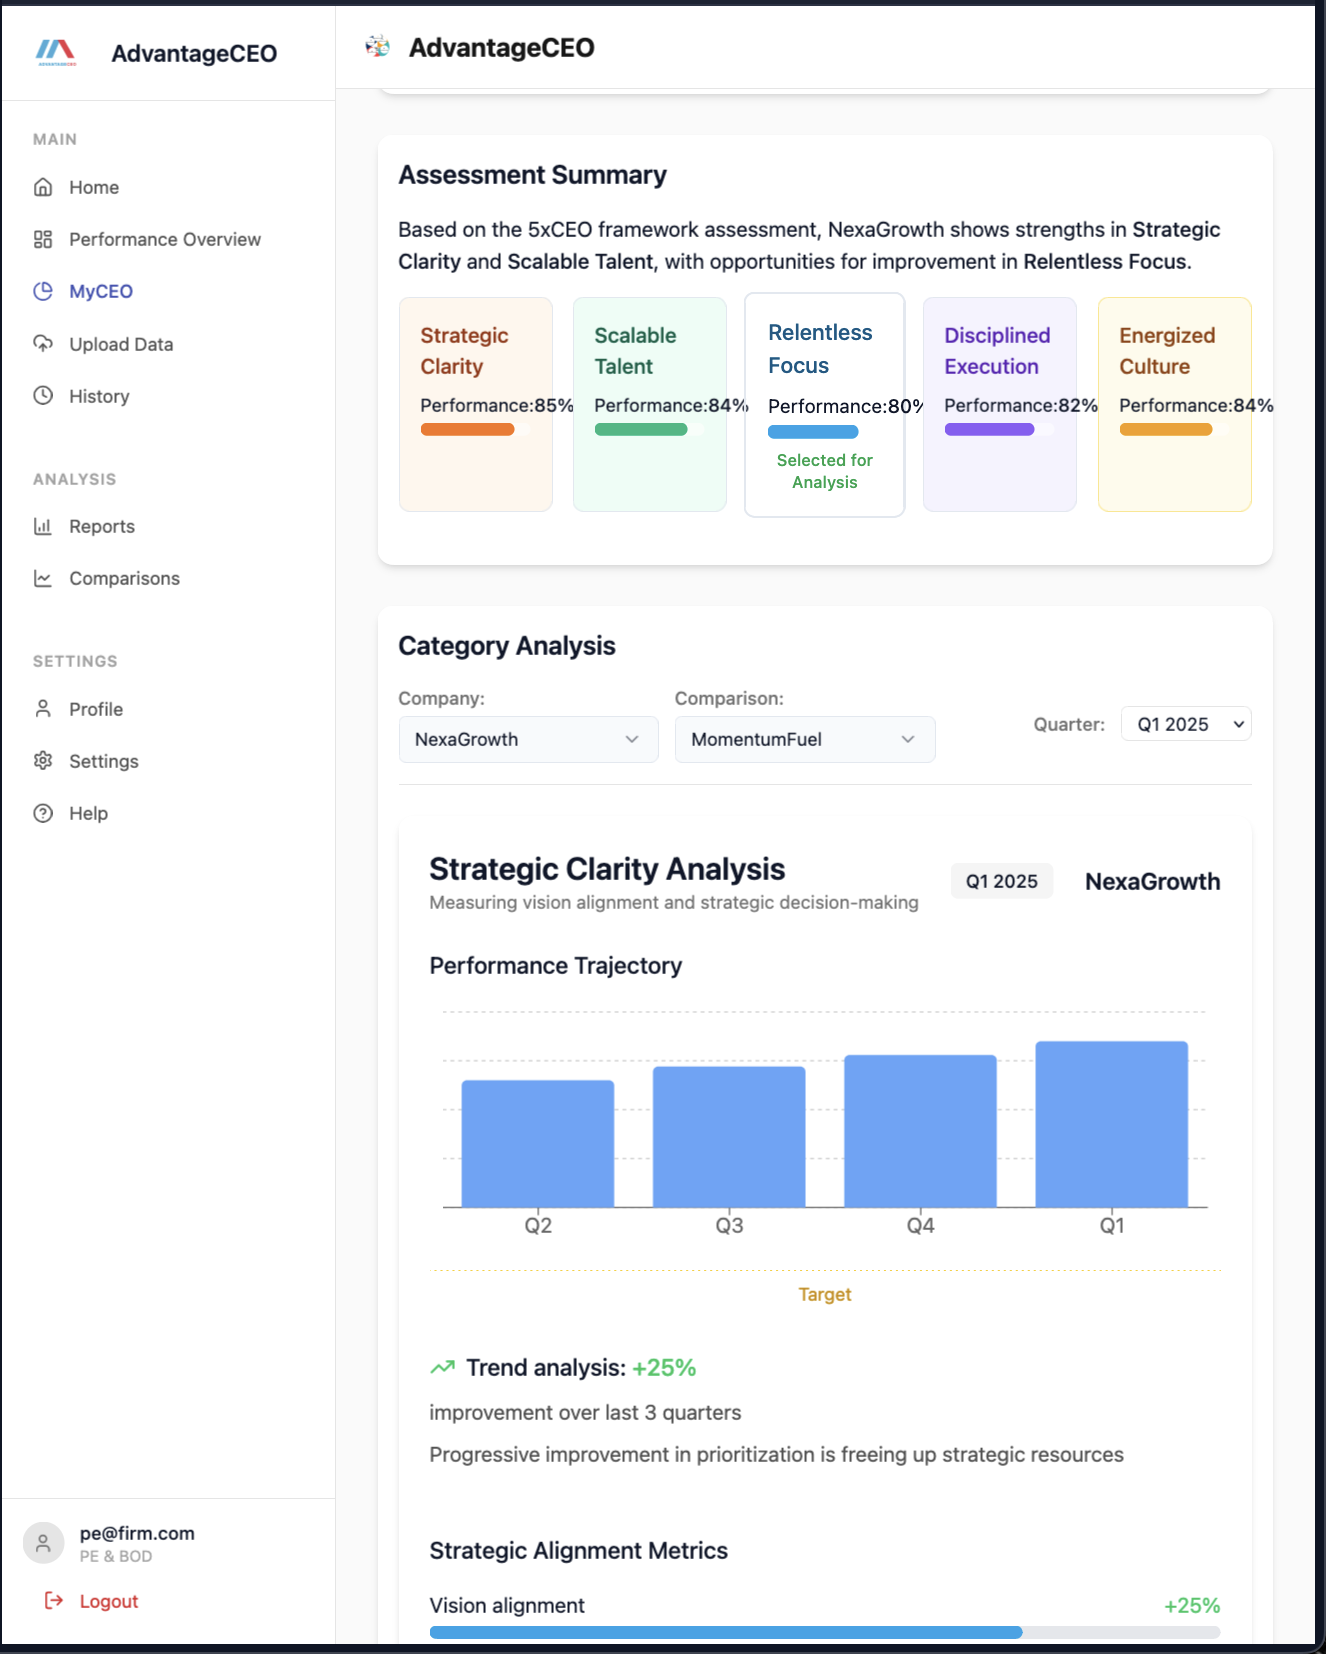 AdvantageCEO
ADVANTAGECEO
AdvantageCEO
MAIN
Home
Performance Overview
MyCEO
Upload Data
History
ANALYSIS
Reports
Comparisons
SETTINGS
Profile
Settings
Help
pe@firm.com
PE & BOD
Logout
Assessment Summary
Based on the 5xCEO framework assessment, NexaGrowth shows strengths in Strategic
Clarity and Scalable Talent, with opportunities for improvement in Relentless Focus.
Strategic
Clarity
Performance:85%
Scalable
Talent
Performance:84%
Relentless
Focus
Performance:80%
Selected for
Analysis
Disciplined
Execution
Performance:82%
Energized
Culture
Performance:84%
Category Analysis
Company:
NexaGrowth
Comparison:
MomentumFuel
Quarter:
Q1 2025
Strategic Clarity Analysis
Measuring vision alignment and strategic decision-making
Q1 2025
NexaGrowth
Performance Trajectory
Q2
Q3
Q4
Q1
Target
Trend analysis: +25%
improvement over last 3 quarters
Progressive improvement in prioritization is freeing up strategic resources
Strategic Alignment Metrics
Vision alignment
+25%